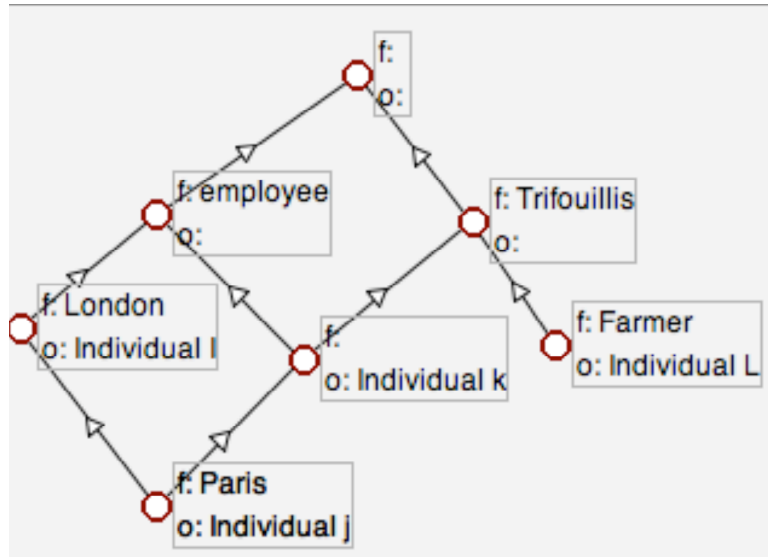 f:
o:
f: employee
o:
f: Trifouillis
o:
f: London
o: Individual I
f: Farmer
o: Individual L
f:
o: Individual k
f: Paris
o: Individual j